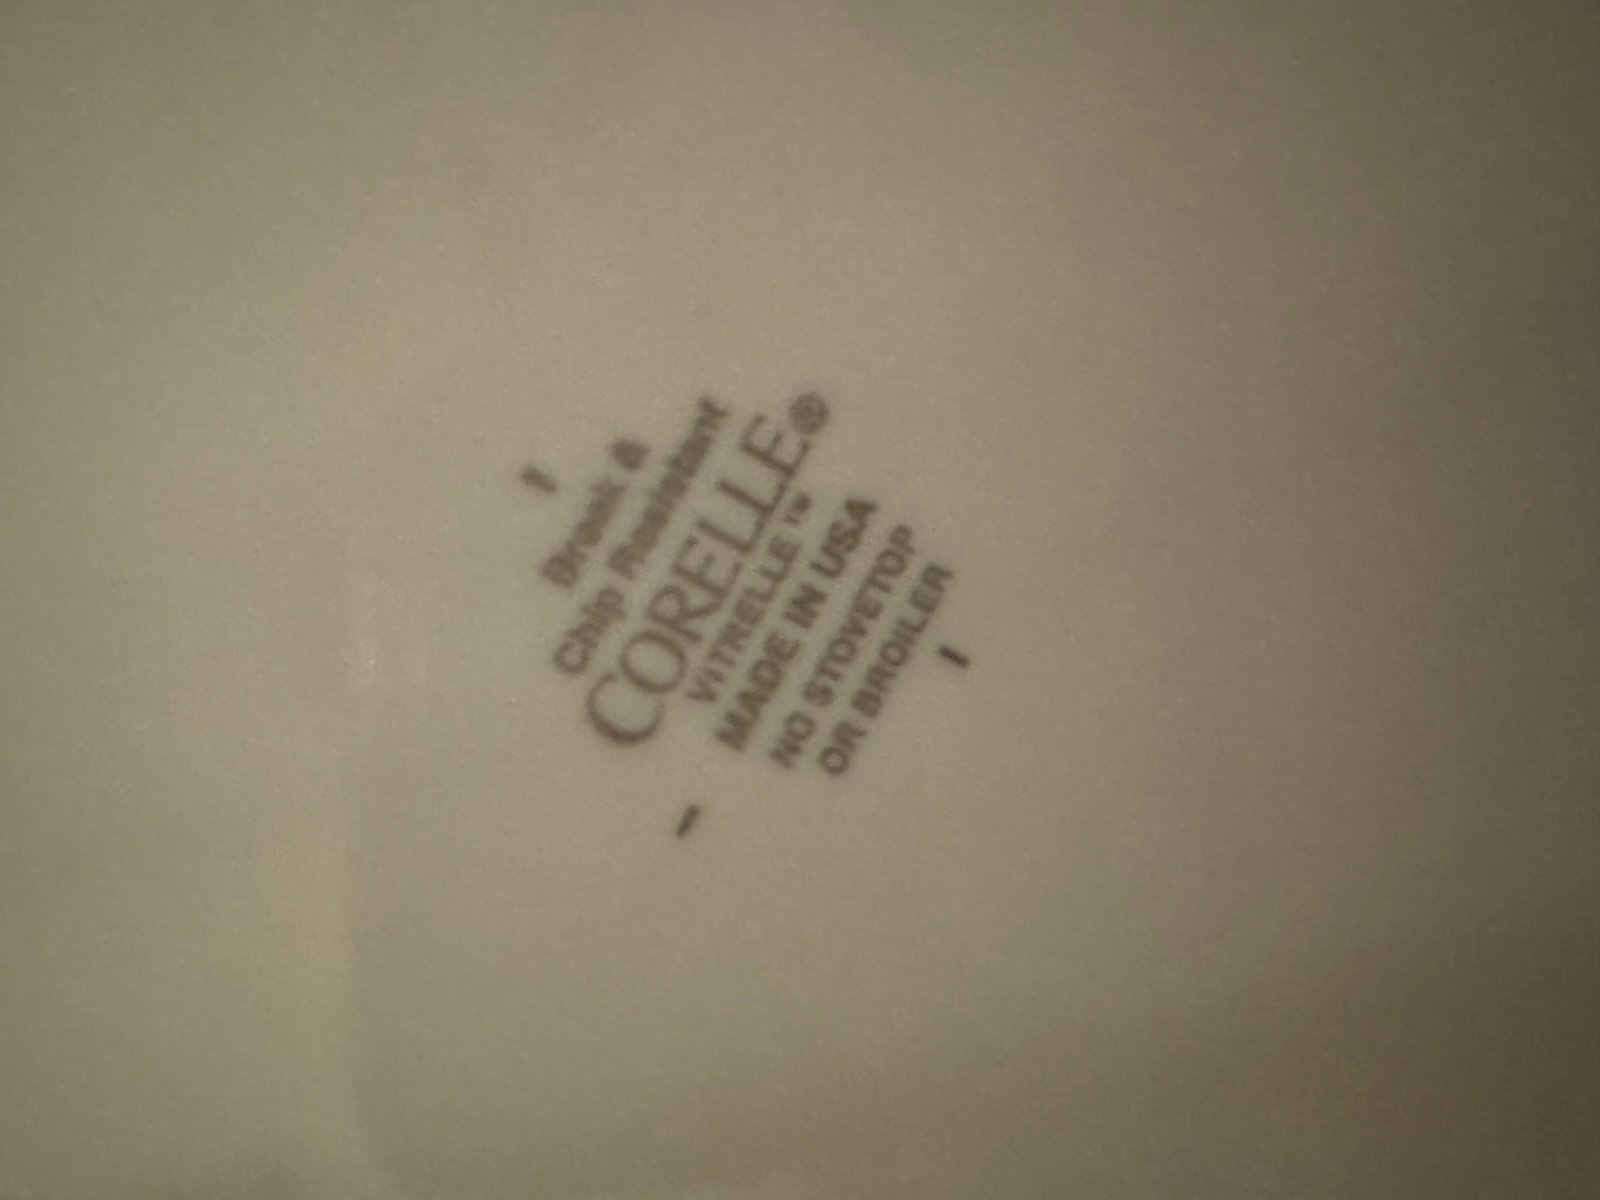 Break &
Chip Resistant
CORELLE®
VITRELLE™
MADE IN USA
NO STOVETOP
OR BROILER